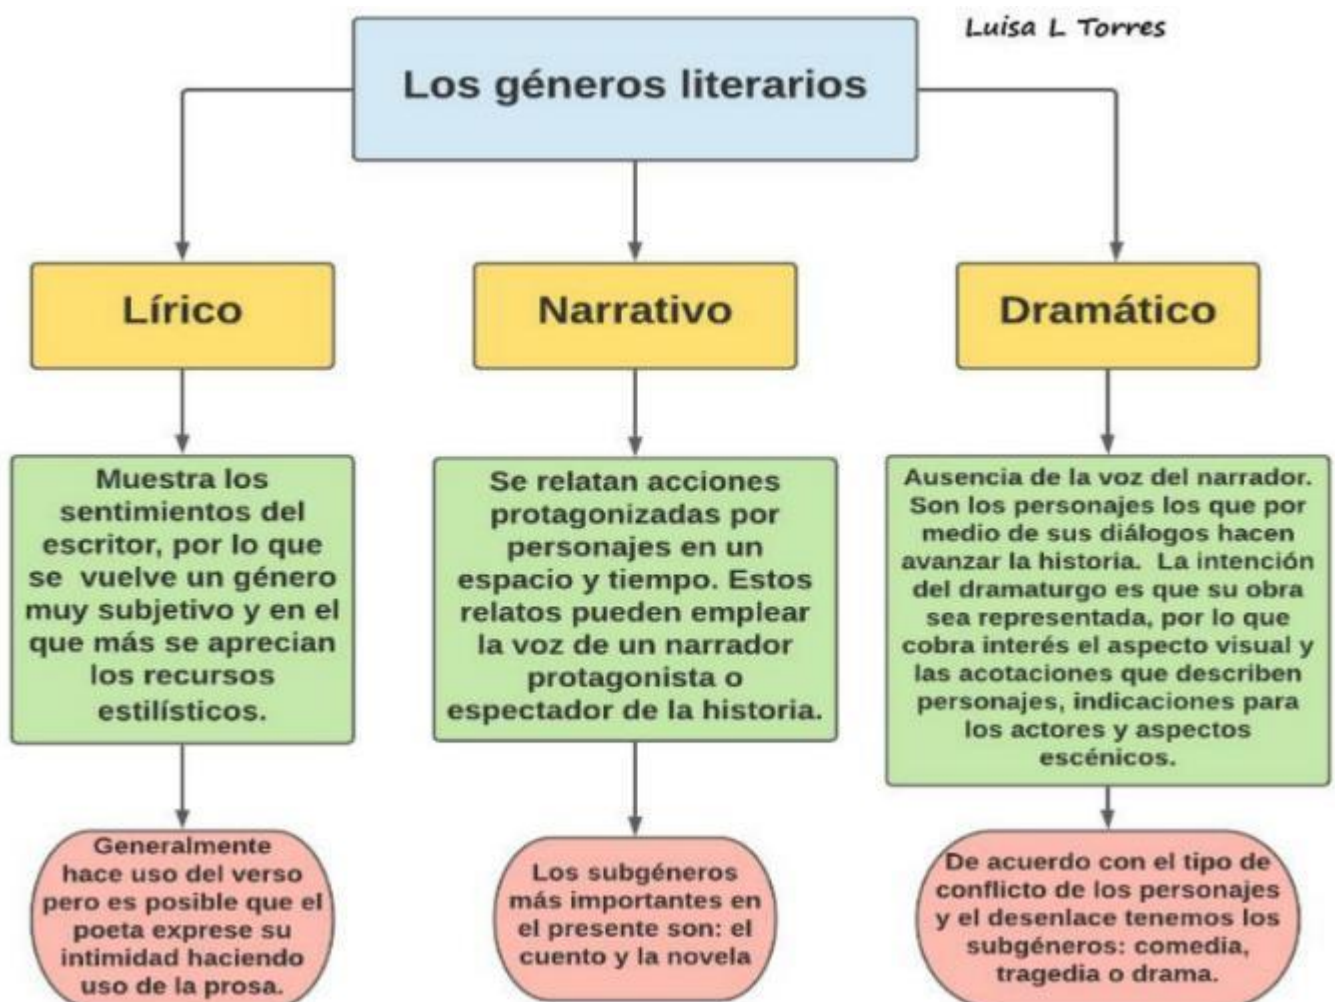 Luisa L Torres
Los géneros literarios
Lírico
Narrativo
Dramático
Muestra los
sentimientos del
escritor, por lo que
se vuelve un género
muy subjetivo y en el
que más se aprecian
los recursos
estilísticos.
Se relatan acciones
protagonizadas por
personajes en un
espacio y tiempo. Estos
relatos pueden emplear
la voz de un narrador
protagonista o
espectador de la historia.
Ausencia de la voz del narrador.
Son los personajes los que por
medio de sus diálogos hacen
avanzar la historia. La intención
del dramaturgo es que su obra
sea representada, por lo que
cobra interés el aspecto visual y
las acotaciones que describen
personajes, indicaciones para
los actores y aspectos
escénicos.
Generalmente
hace uso del verso
pero es posible que el
poeta exprese su
intimidad haciendo
uso de la prosa.
Los subgéneros
más importantes en
el presente son: el
cuento y la novela
De acuerdo con el tipo de
conflicto de los personajes
y el desenlace tenemos los
subgéneros: comedia,
tragedia o drama.